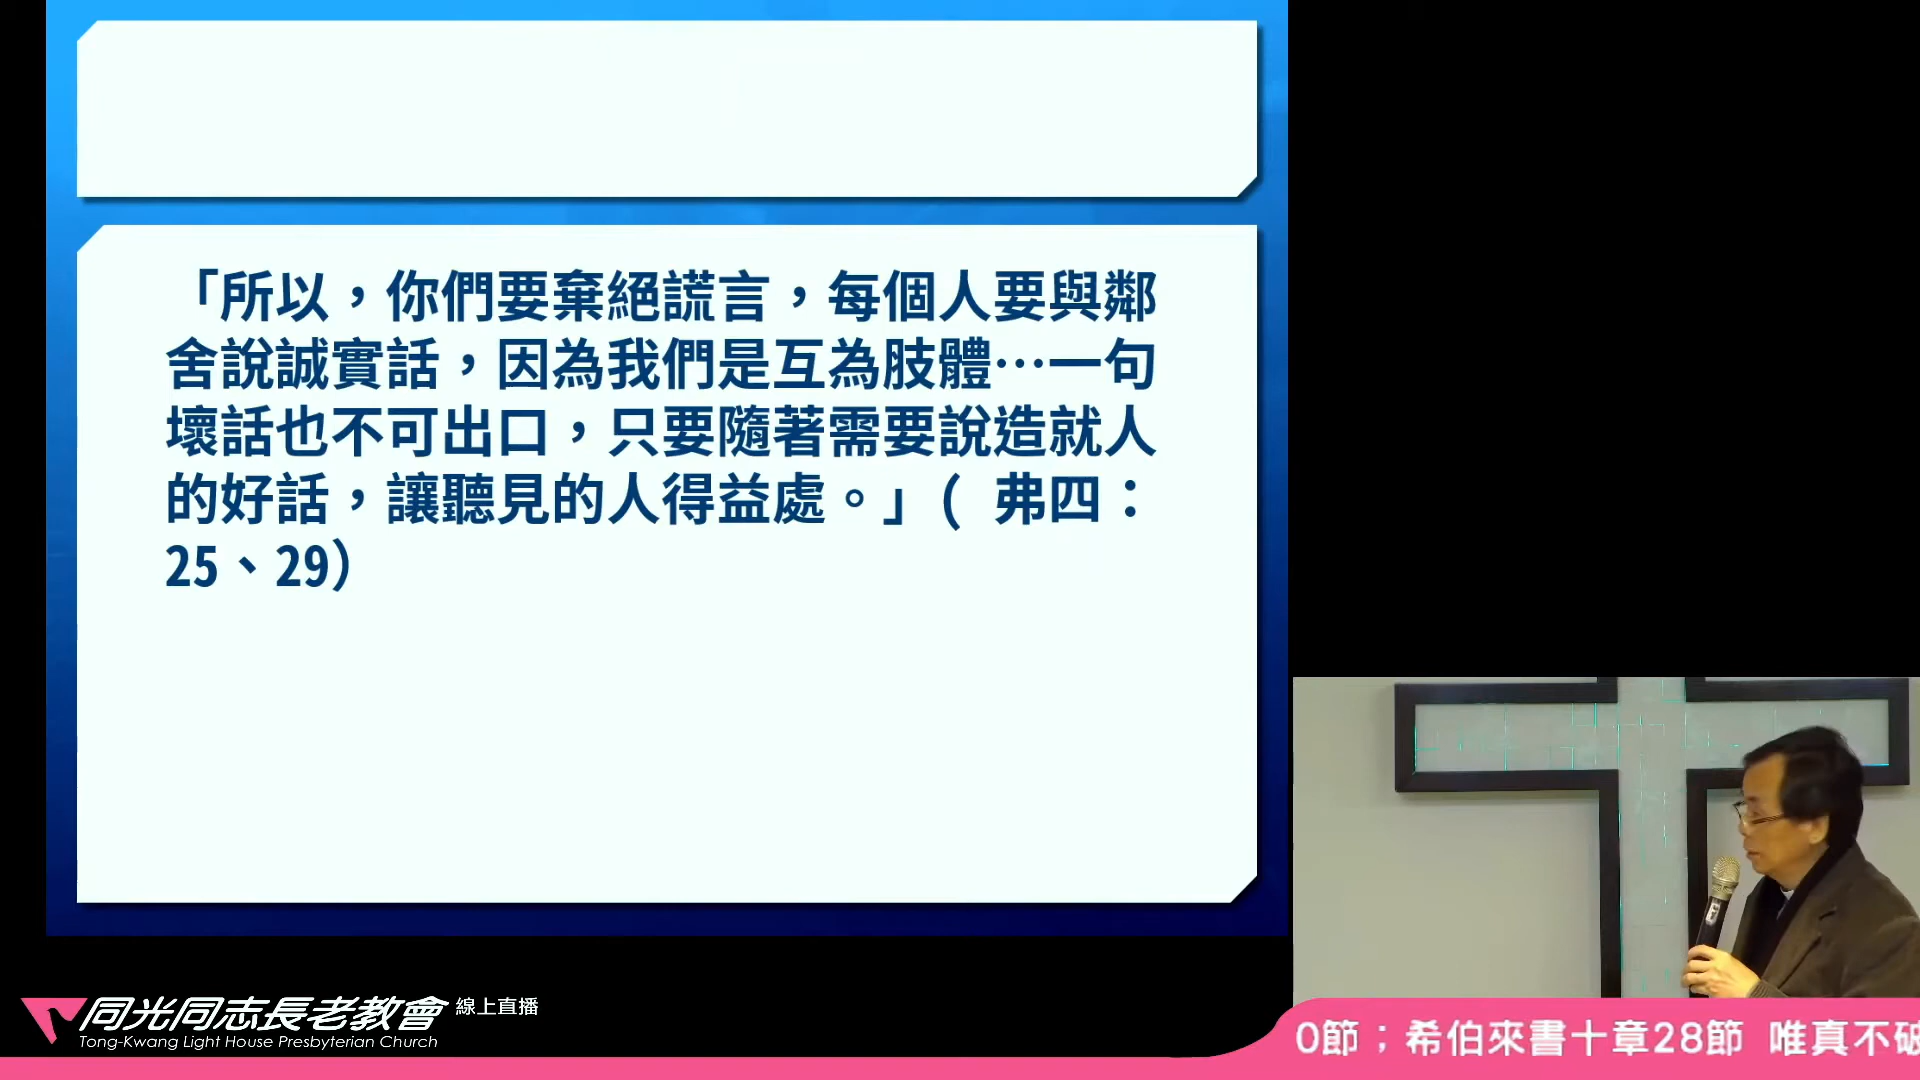 「所以，你們要棄絕謊言，每個人要與鄰
舍說誠實話，因為我們是互為肢體…一句
壞話也不可出口，只要隨著需要說造就人
的好話，讓聽見的人得益處。」( 弗四：
25、29）
同光同志長老教會 線上直播
Tong-Kwang Light House Presbyterian Church
0節；希伯來書十章28節 唯真不破